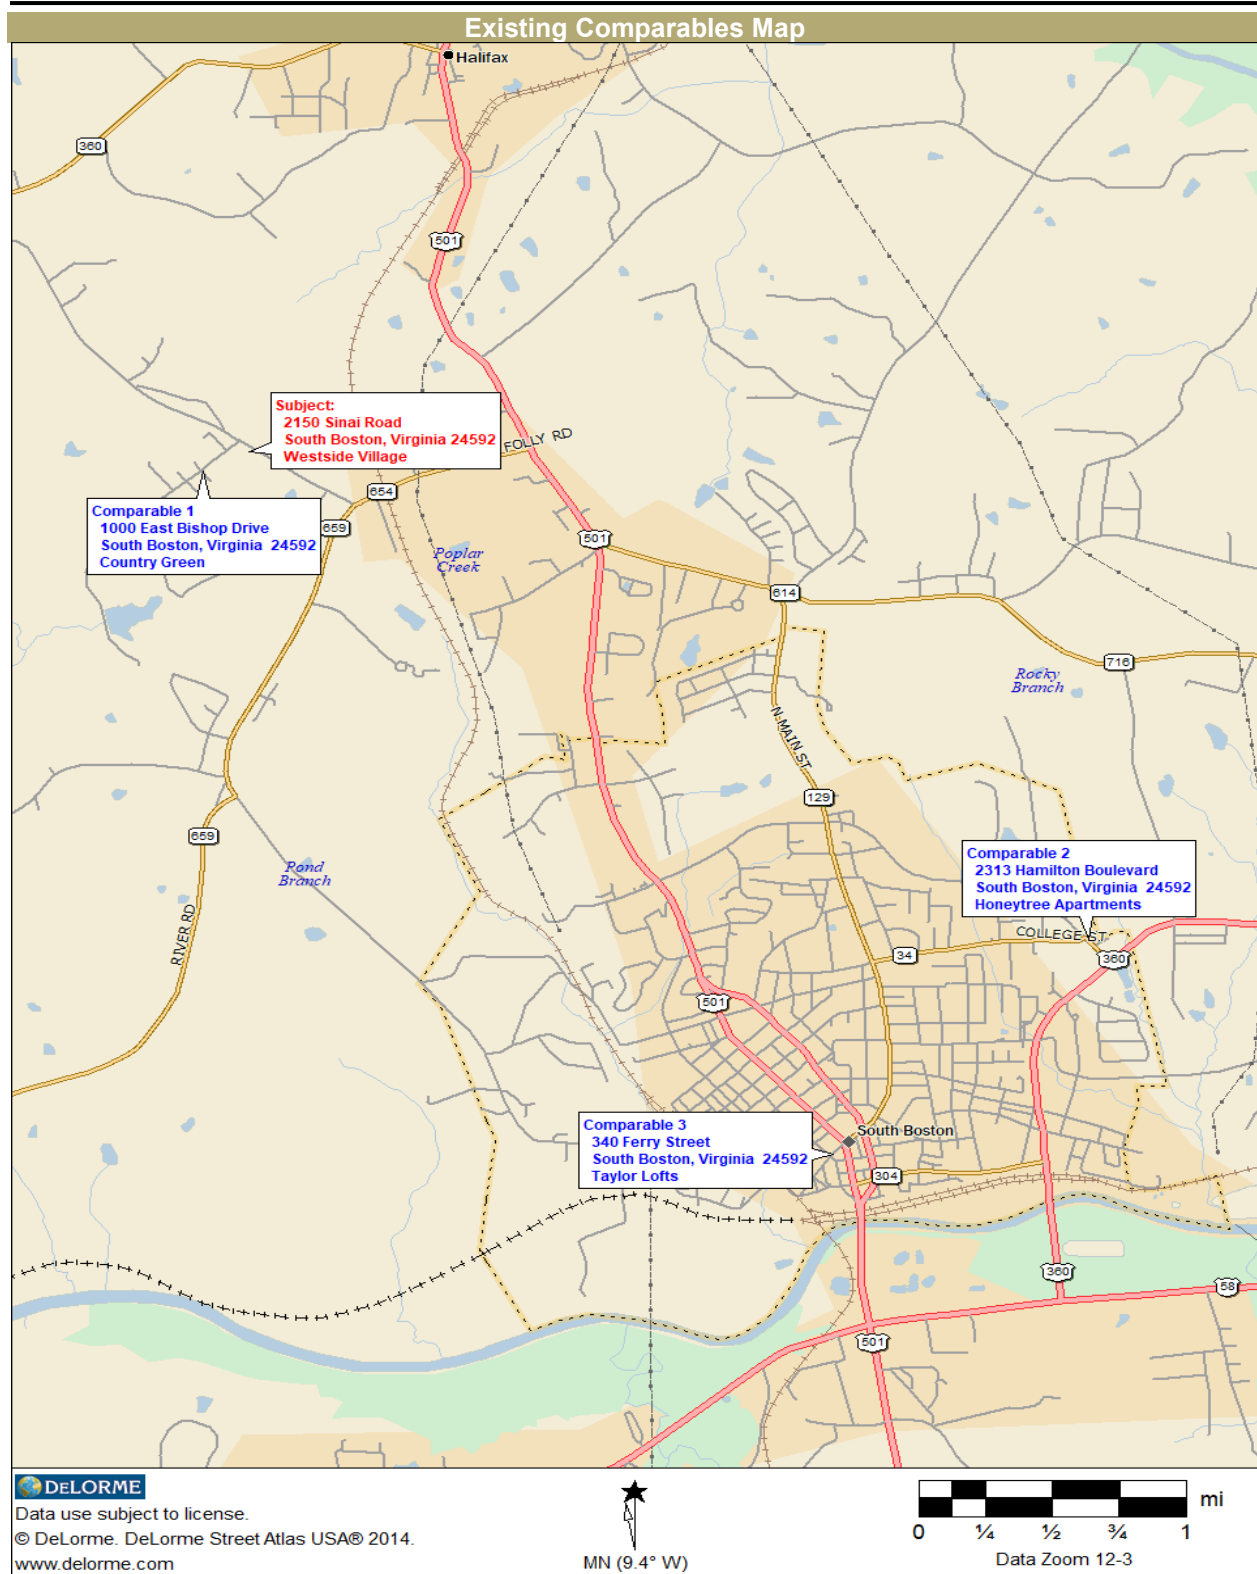 Existing Comparables Map
Halifax
360
501
Subject:
2150 Sinai Road
South Boston, Virginia 24592
Westside Village
FOLLY RD
654
Comparable 1
1000 East Bishop Drive
South Boston, Virginia 24592
Country Green
659
501
Poplar
Creek
614
716
Rocky
Branch
N MAIN ST
129
659
Pond
Branch
RIVER RD
Comparable 2
2313 Hamilton Boulevard
South Boston, Virginia 24592
Honeytree Apartments
COLLEGE ST
34
360
501
Comparable 3
340 Ferry Street
South Boston, Virginia 24592
Taylor Lofts
South Boston
304
360
58
501
DELORME
Data use subject to license.
© DeLorme. DeLorme Street Atlas USA® 2014.
www.delorme.com
MN (9.4° W)
mi
0 ¼ ½ ¾ 1
Data Zoom 12-3